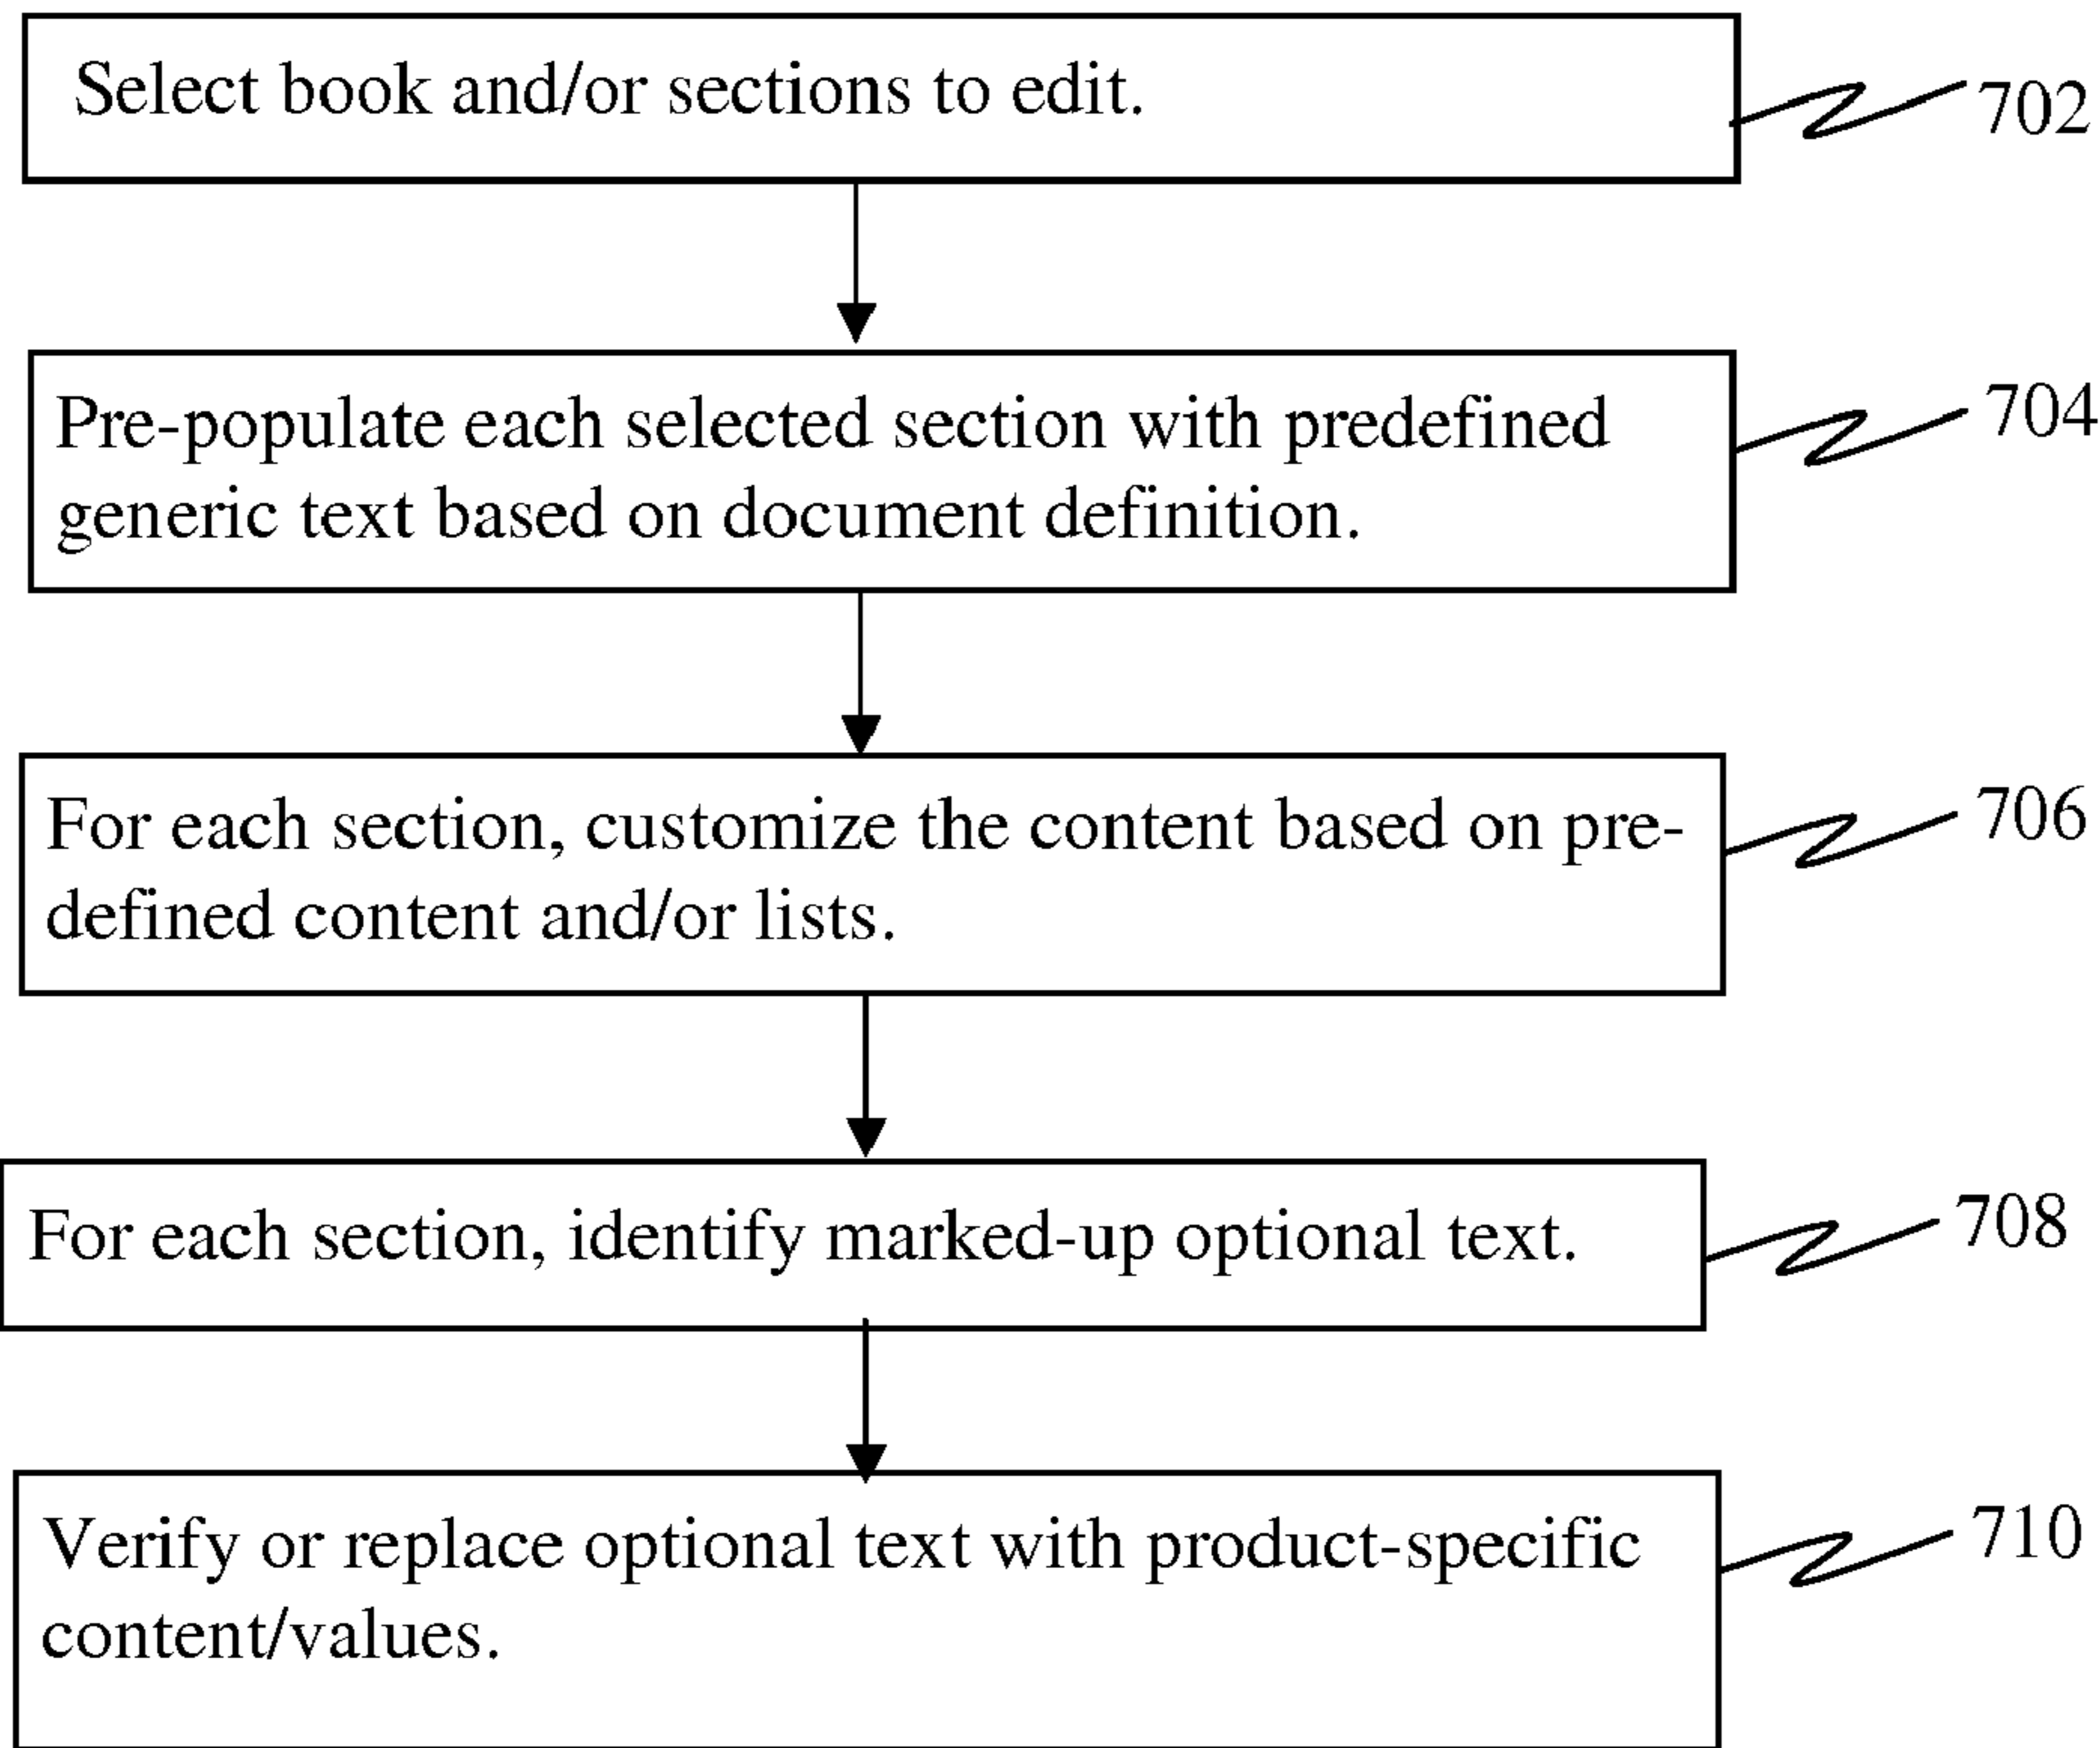 Select book and/or sections to edit.
702
Pre-populate each selected section with predefined
generic text based on document definition.
704
For each section, customize the content based on pre-
defined content and/or lists.
706
For each section, identify marked-up optional text.
708
Verify or replace optional text with product-specific
content/values.
710